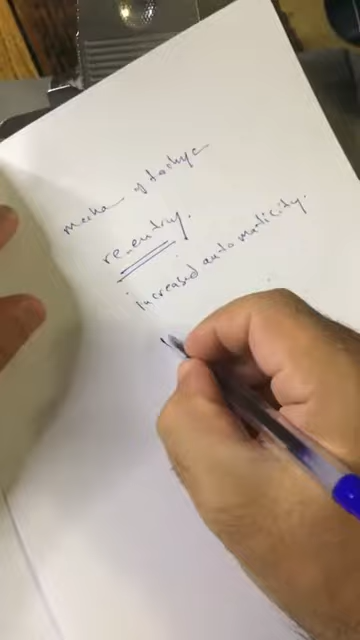 mecha of tachyc
re-entry.
increased automaticity.